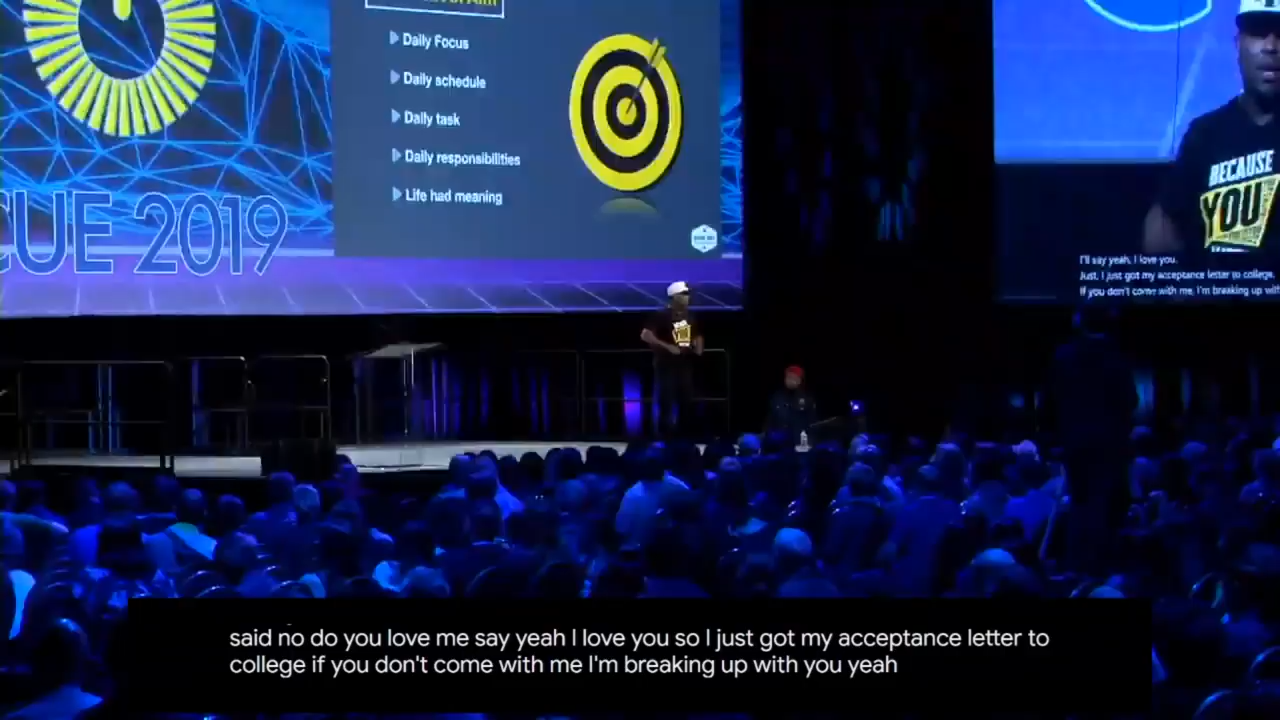 Daily Focus
Daily schedule
Daily task
Daily responsibilities
Life had meaning
CUE 2019
BECAUSE
YOU
I'll say yeah, I love you.
Just, I just got my acceptance letter to college.
If you don't come with me, I'm breaking up with
said no do you love me say yeah I love you so I just got my acceptance letter to
college if you don't come with me I'm breaking up with you yeah